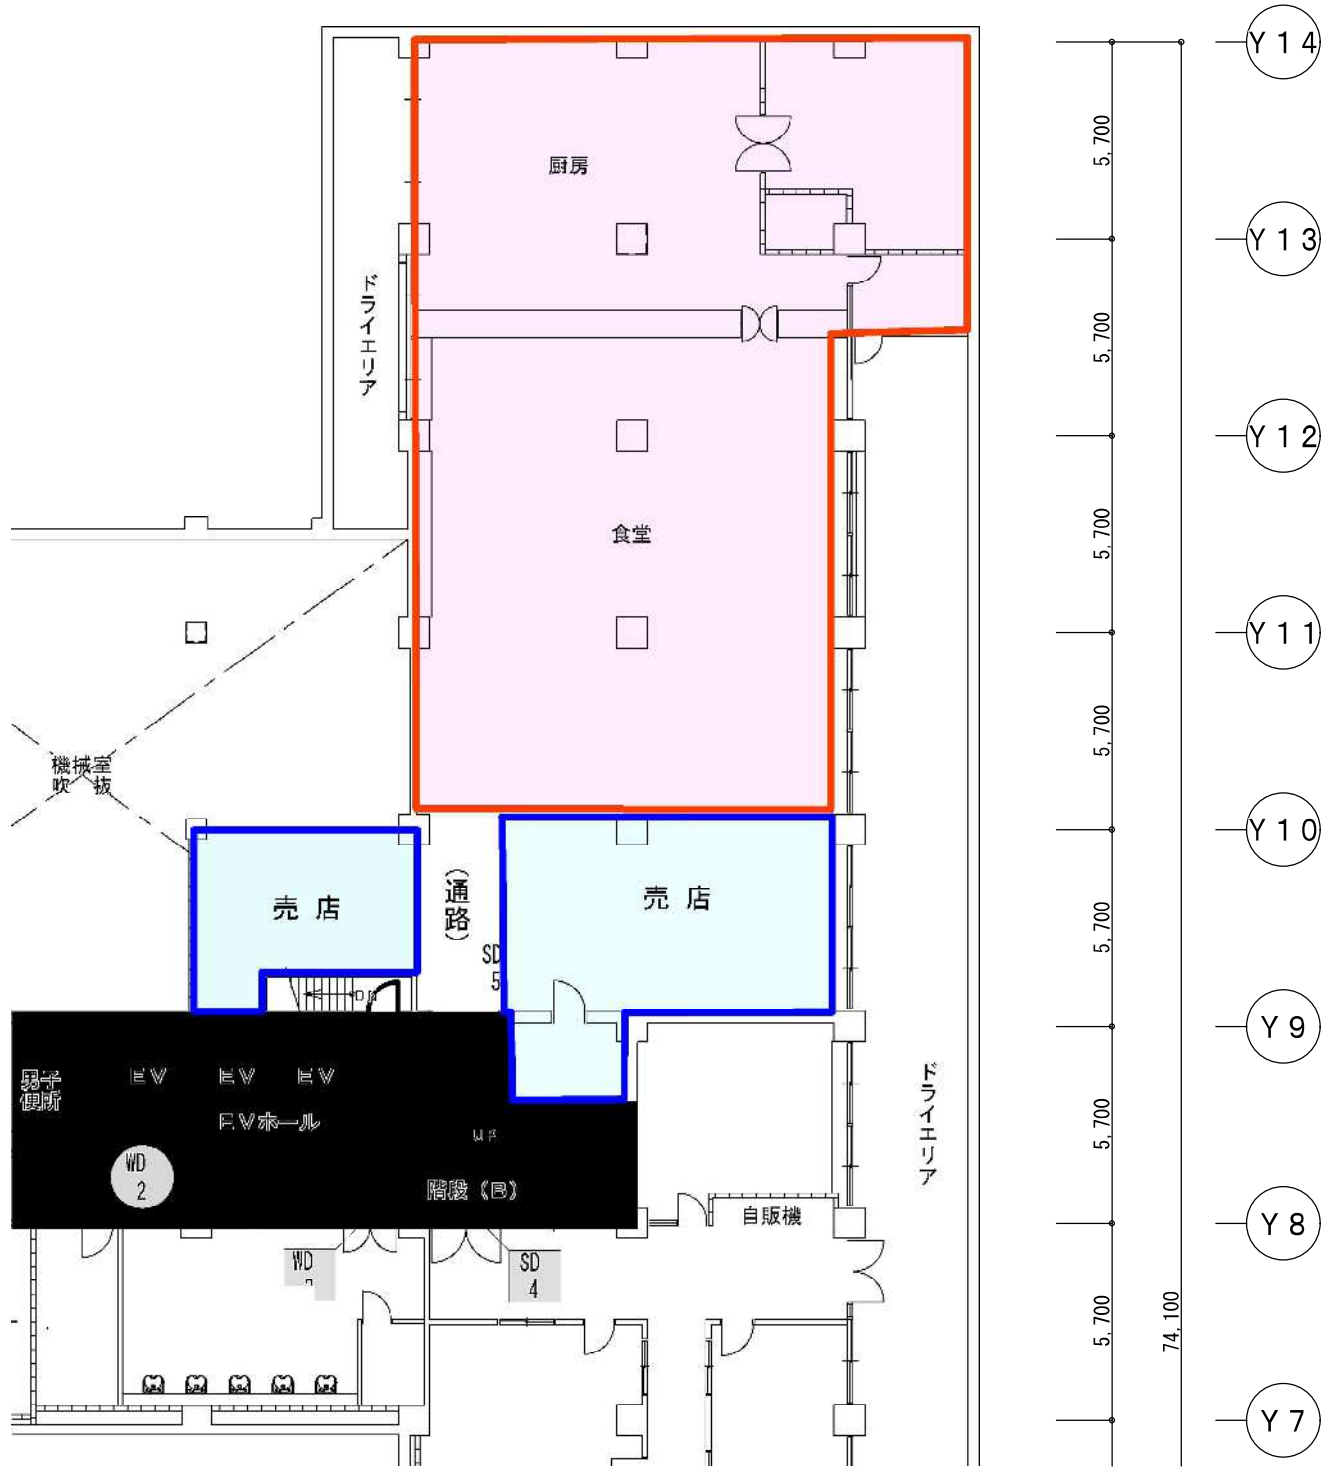 Y14
5,700
厨房
Y13
ドライエリア
5,700
Y12
食堂
5,700
Y11
5,700
機械室
吹 抜
Y10
売 店
(通路)
売 店
5,700
SD
5
Y9
男子
便所
EV
EV
EV
EVホール
ドライエリア
5,700
UP
WD
2
階段(B)
自販機
Y8
WD
SD
4
5,700
74,100
Y7